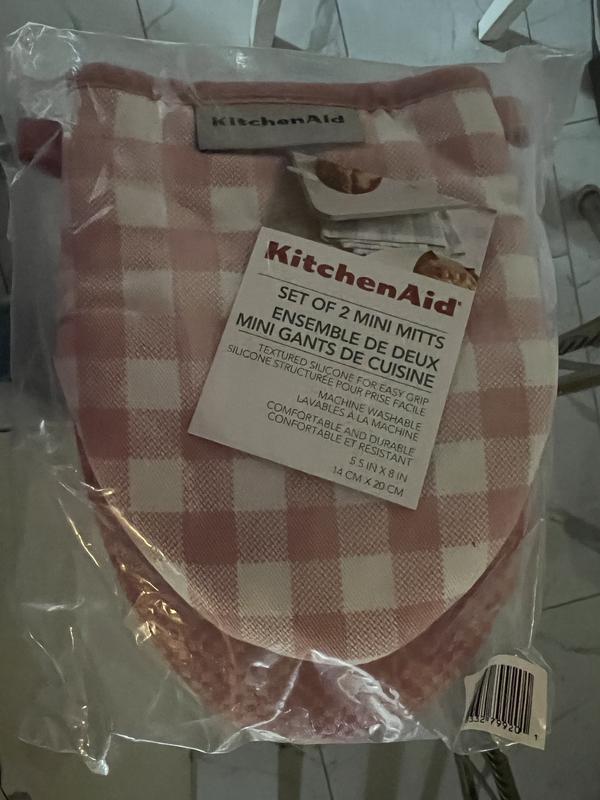 KitchenAid
KitchenAid
SET OF 2 MINI MITTS
ENSEMBLE DE DEUX
MINI GANTS DE CUISINE
TEXTURED SILICONE FOR EASY GRIP
SILICONE STRUCTURÉE POUR PRISE FACILE
MACHINE WASHABLE
LAVABLES À LA MACHINE
COMFORTABLE AND DURABLE
CONFORTABLE ET RESISTANT
5.5 IN X 8 IN
14 CM X 20 CM
1